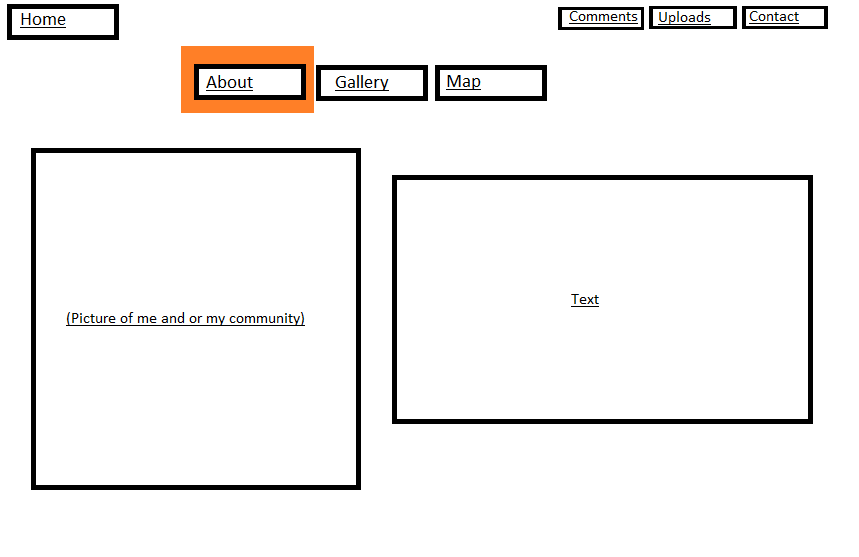 Home
Comments
Uploads
Contact
About
Gallery
Map
(Picture of me and or my community)
Text